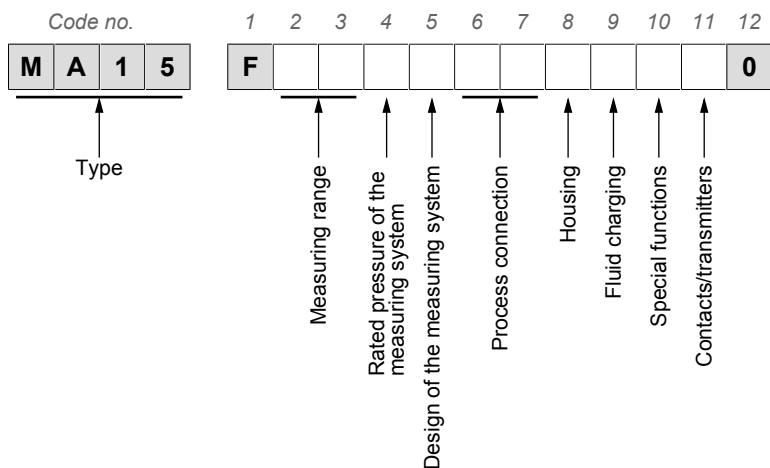 Code no. 1 2 3 4 5 6 7 8 9 10 11 12
M A 1 5 F 0
Type
Measuring range
Rated pressure of the
measuring system
Design of the measuring system
Process connection
Housing
Fluid charging
Special functions
Contacts/transmitters